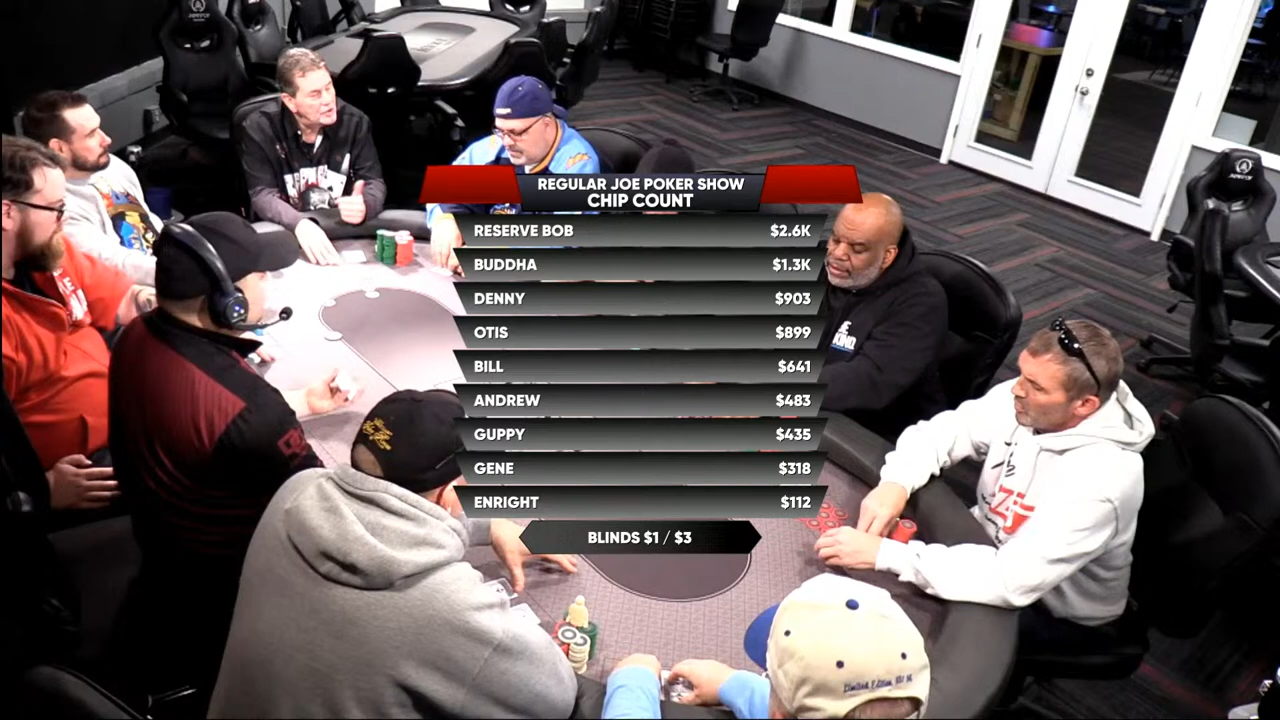 REGULAR JOE POKER SHOW
CHIP COUNT
RESERVE BOB $2.6K
BUDDHA $1.3K
DENNY $903
OTIS $899
BILL $641
ANDREW $483
GUPPY $435
GENE $318
ENRIGHT $112
BLINDS $1 / $3